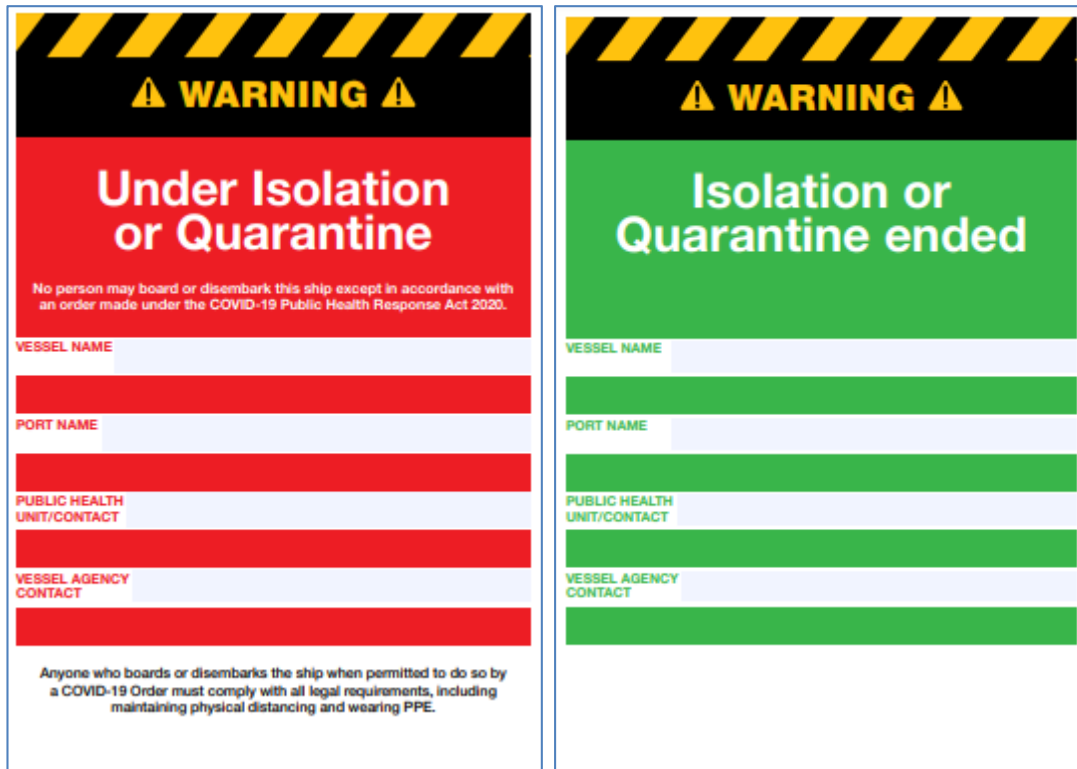 WARNING
Under Isolation
or Quarantine
No person may board or disembark this ship except in accordance with
an order made under the COVID-19 Public Health Response Act 2020.
VESSEL NAME
PORT NAME
PUBLIC HEALTH
UNIT/CONTACT
VESSEL AGENCY
CONTACT
Anyone who boards or disembarks the ship when permitted to do so by
a COVID-19 Order must comply with all legal requirements, including
maintaining physical distancing and wearing PPE.
WARNING
Isolation or
Quarantine ended
VESSEL NAME
PORT NAME
PUBLIC HEALTH
UNIT/CONTACT
VESSEL AGENCY
CONTACT